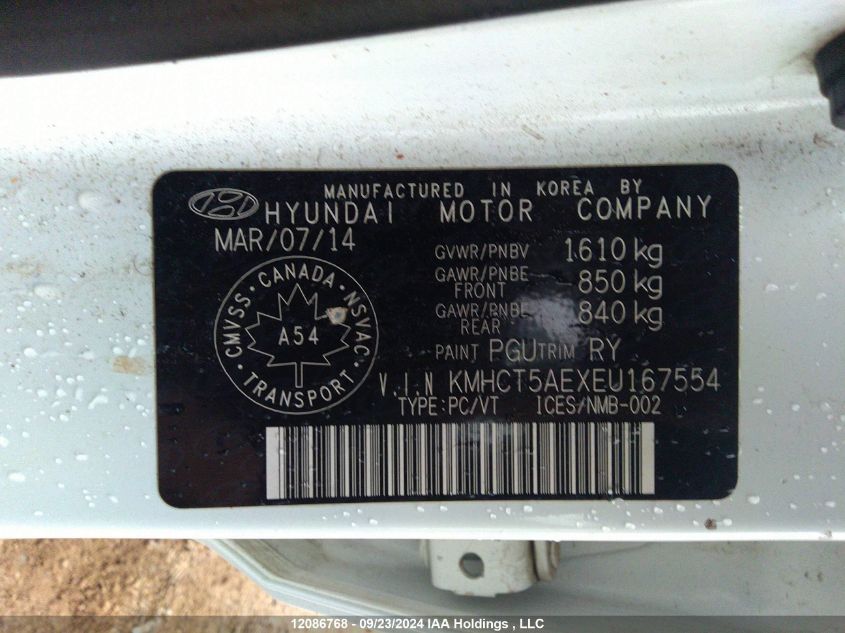 MANUFACTURED IN KOREA BY
HYUNDAI MOTOR COMPANY
MAR/07/14
GVWR/PNBV 1610 kg
GAWR/PNBE FRONT 850 kg
GAWR/PNBE REAR 840 kg
CMVSS · CANADA · NSVAC
A54
TRANSPORT
PAINT PGU TRIM RY
V.I.N KMHCT5AEXEU167554
TYPE:PC/VT ICES/NMB-002
12086768 - 09/23/2024 IAA Holdings , LLC